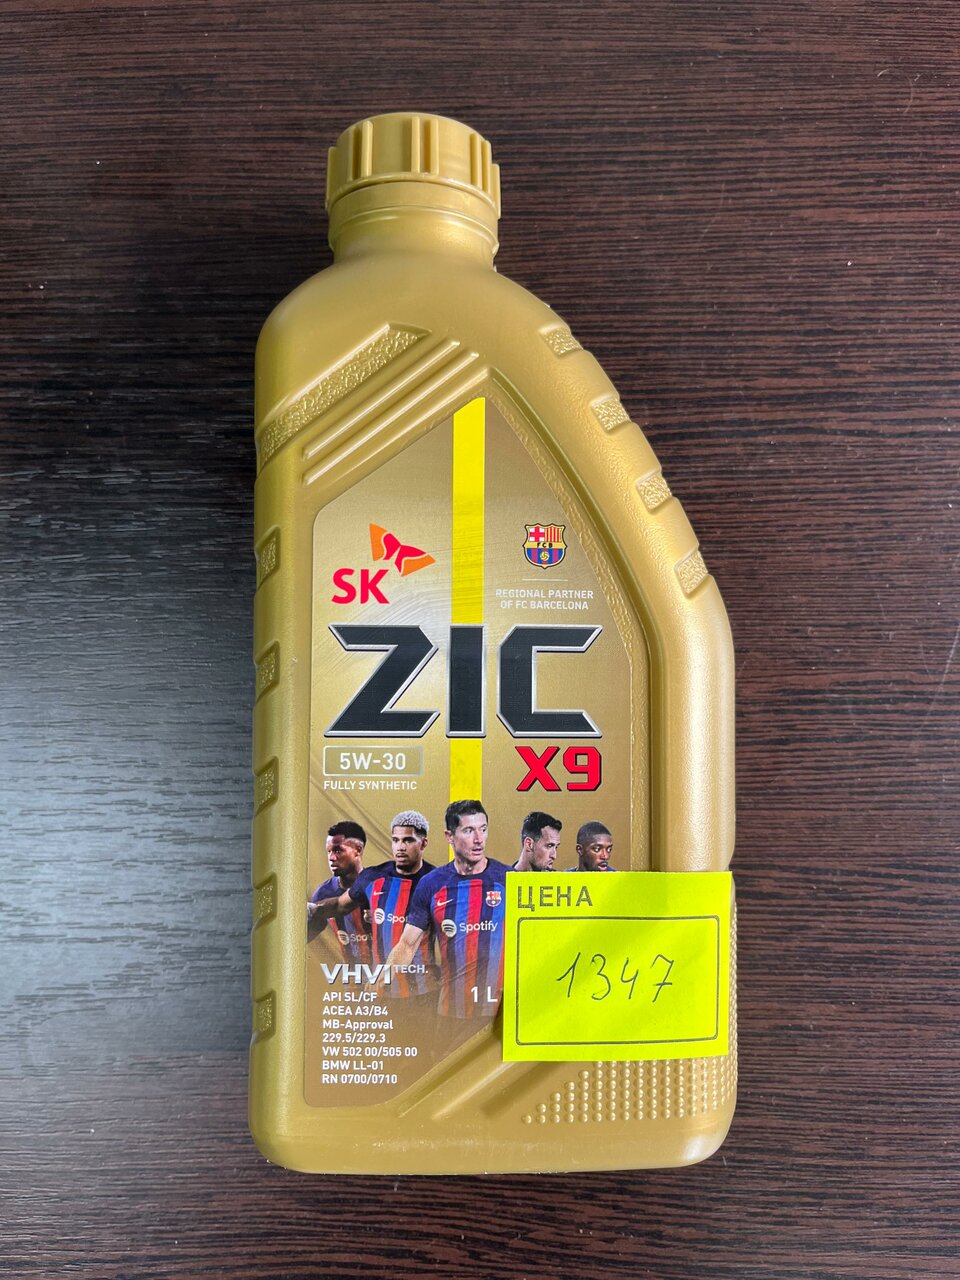 SK
FCB
REGIONAL PARTNER
OF FC BARCELONA
ZIC
X9
5W-30
FULLY SYNTHETIC
Spotify
VHVI TECH.
1 L
API SL/CF
ACEA A3/B4
MB-Approval
229.5/229.3
VW 502 00/505 00
BMW LL-01
RN 0700/0710
ЦЕНА
1347